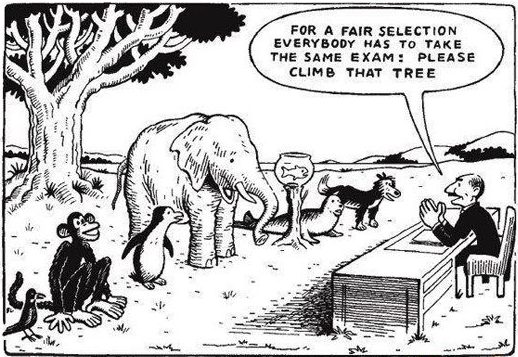 FOR A FAIR SELECTION
EVERYBODY HAS TO TAKE
THE SAME EXAM: PLEASE
CLIMB THAT TREE